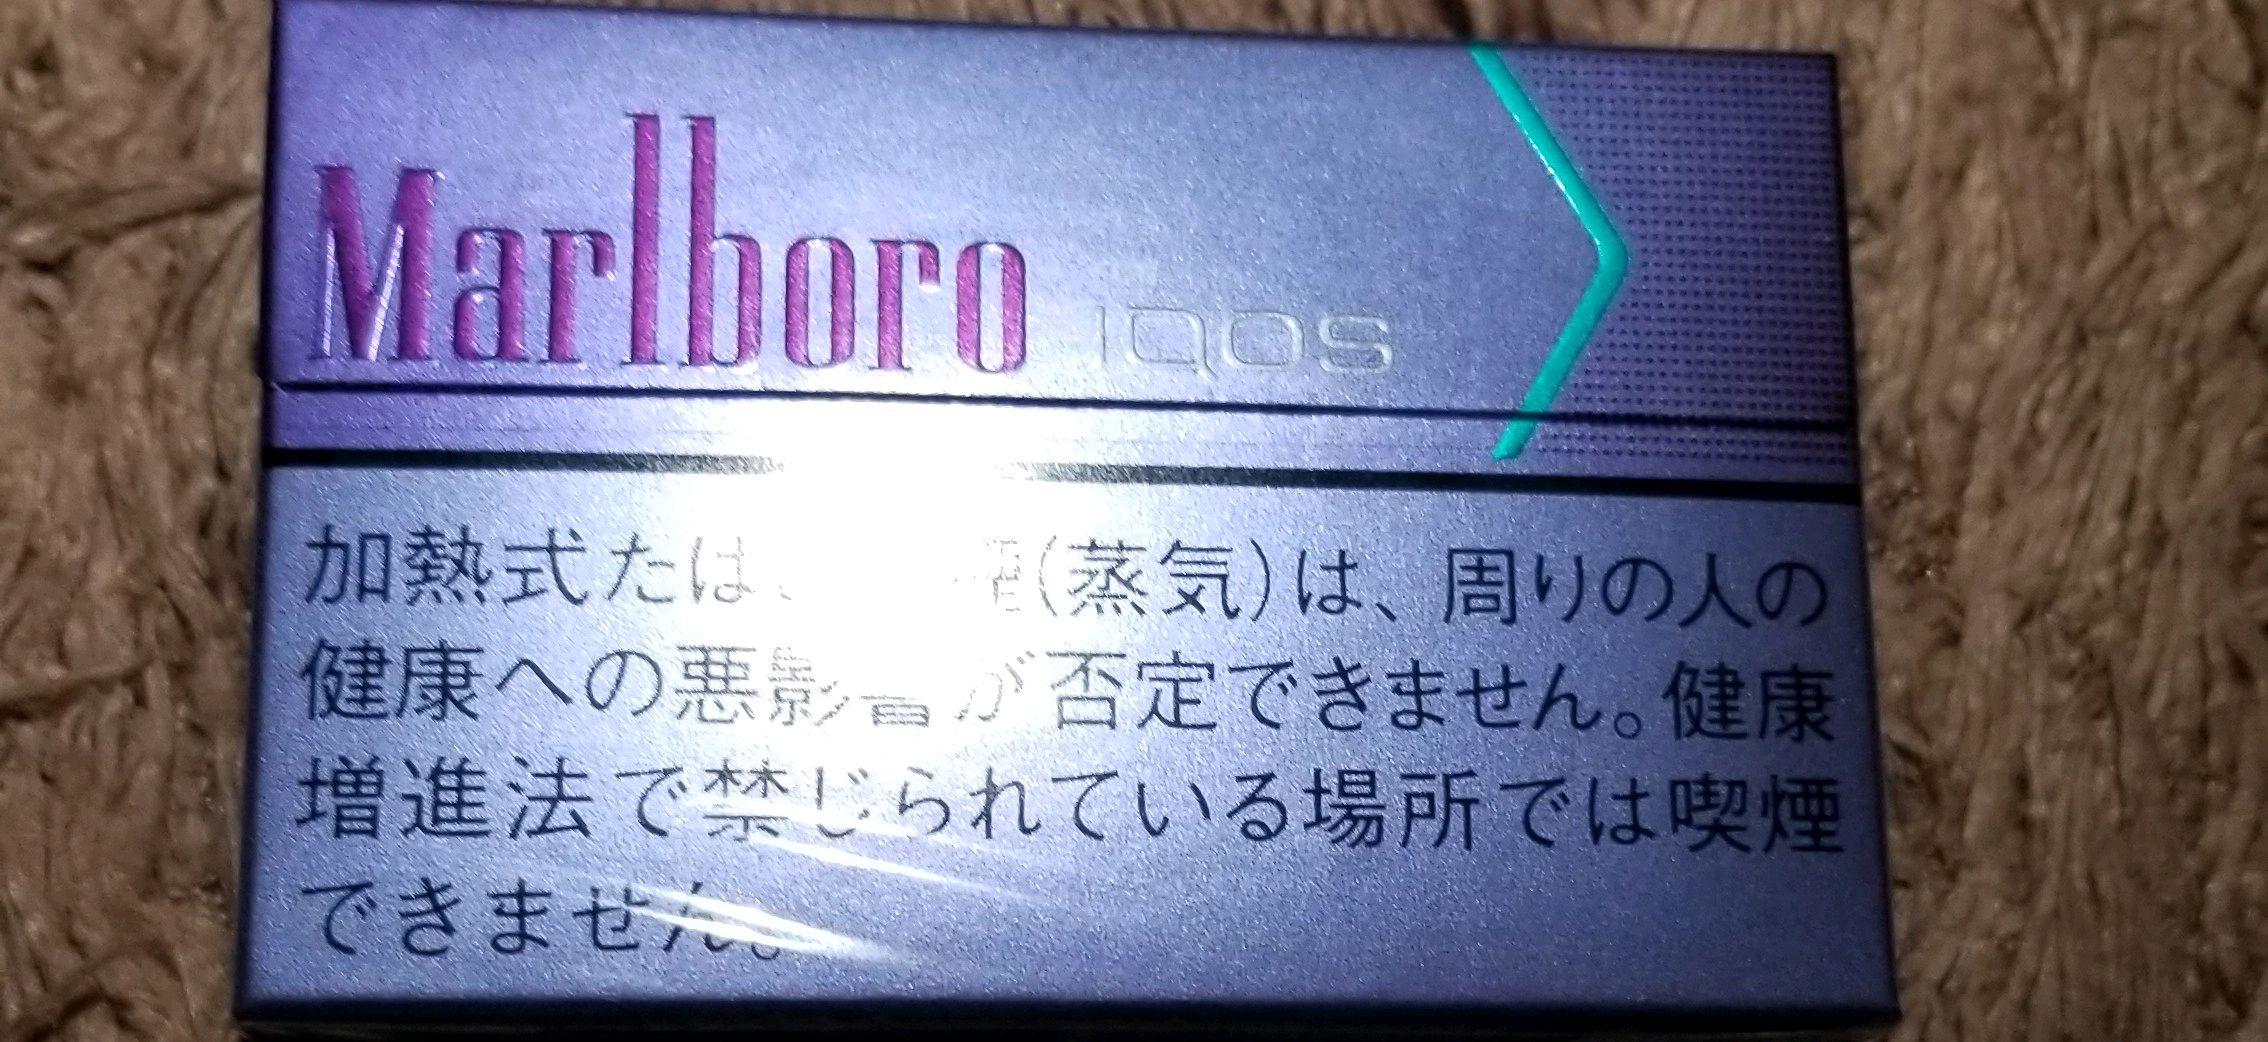 Marlboro IQOS
加熱式たば(蒸気)は、周りの人の
健康への悪影響が否定できません。健康
増進法で禁じられている場所では喫煙
できません。